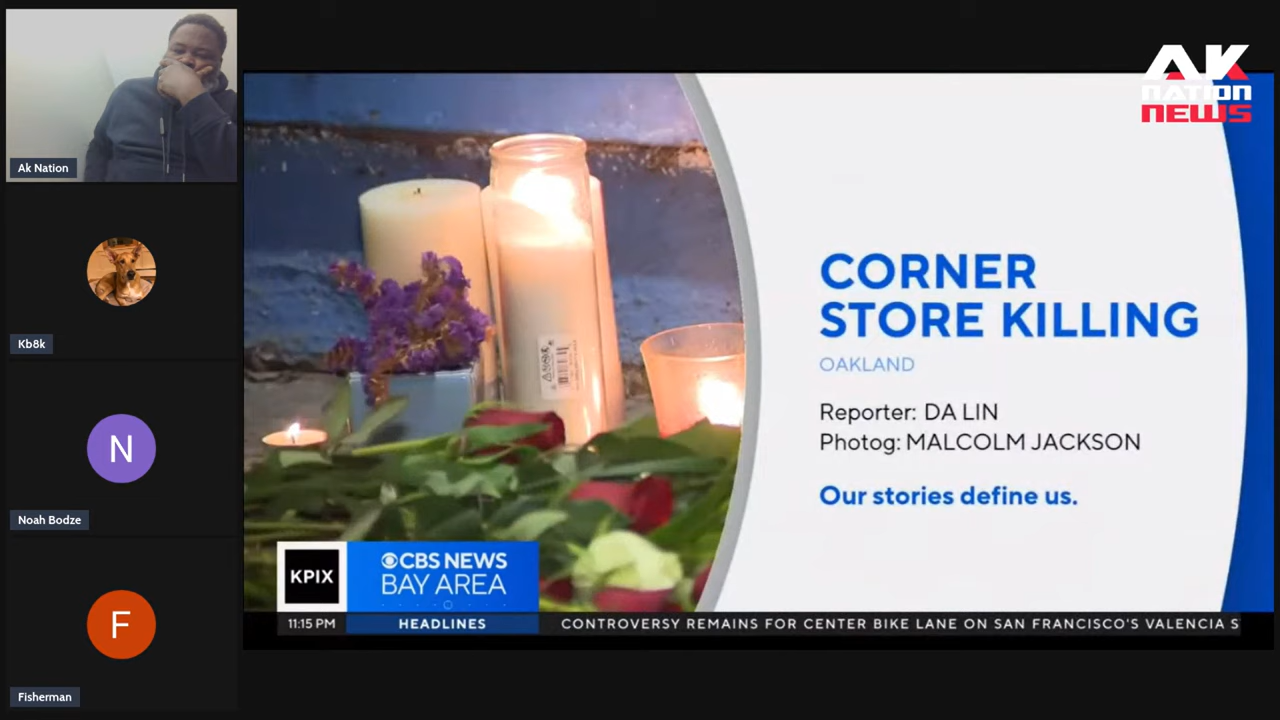 Ak Nation
Kb8k
N
Noah Bodze
F
Fisherman
AK
NATION
NEWS
CORNER
STORE KILLING
OAKLAND
Reporter: DA LIN
Photog: MALCOLM JACKSON
Our stories define us.
KPIX
CBS NEWS
BAY AREA
11:15 PM
HEADLINES
CONTROVERSY REMAINS FOR CENTER BIKE LANE ON SAN FRANCISCO'S VALENCIA S